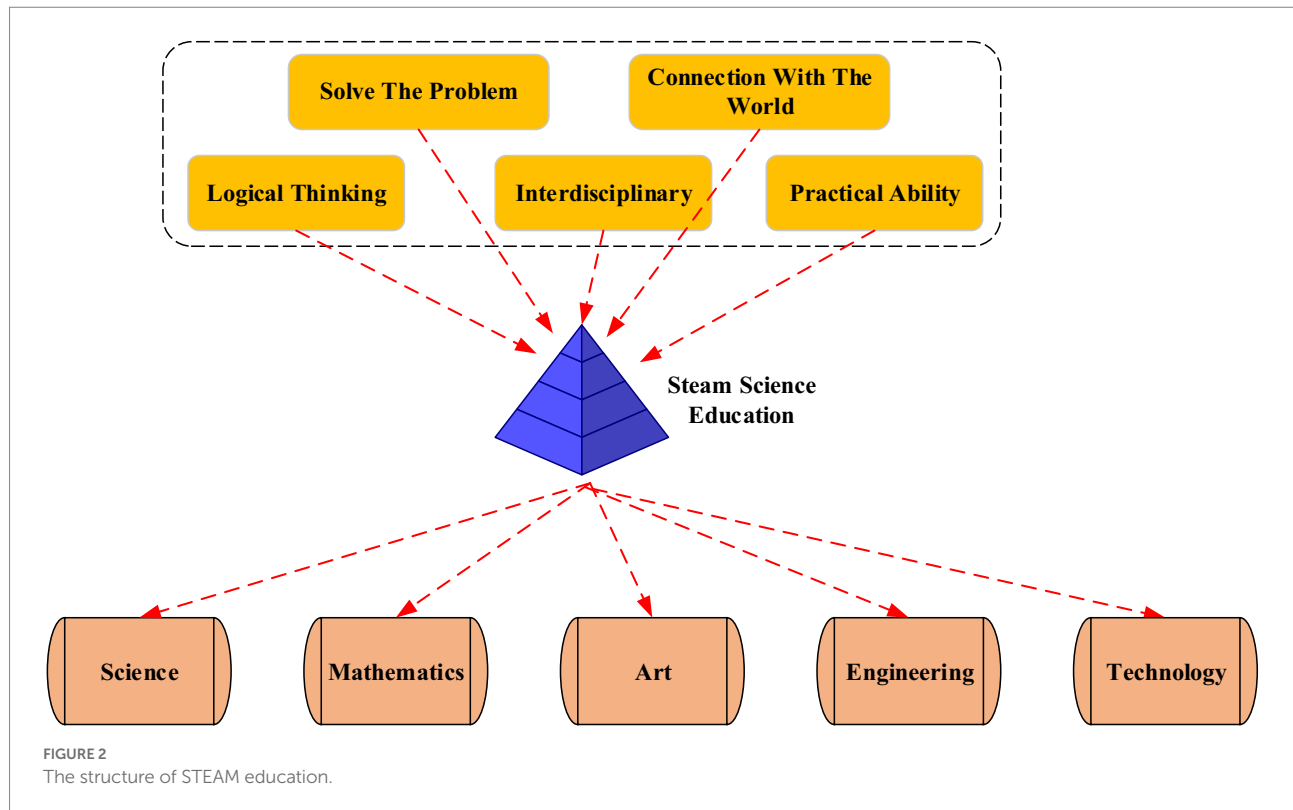 Solve The Problem
Connection With The
World
Logical Thinking
Interdisciplinary
Practical Ability
Steam Science
Education
Science
Mathematics
Art
Engineering
Technology
FIGURE 2
The structure of STEAM education.